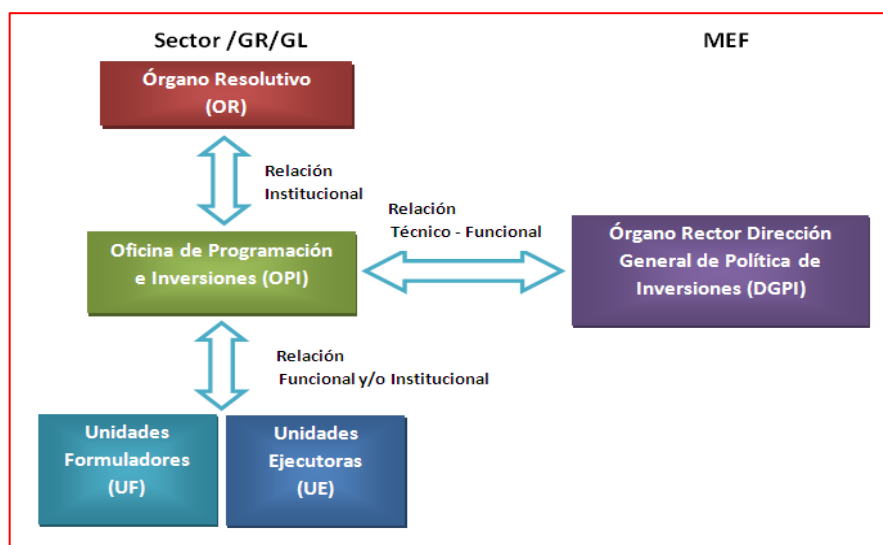 Sector /GR/GL
MEF
Órgano Resolutivo
(OR)
Relación
Institucional
Relación
Técnico - Funcional
Oficina de Programación
e Inversiones (OPI)
Órgano Rector Dirección
General de Política de
Inversiones (DGPI)
Relación
Funcional y/o Institucional
Unidades
Formuladores
(UF)
Unidades
Ejecutoras
(UE)